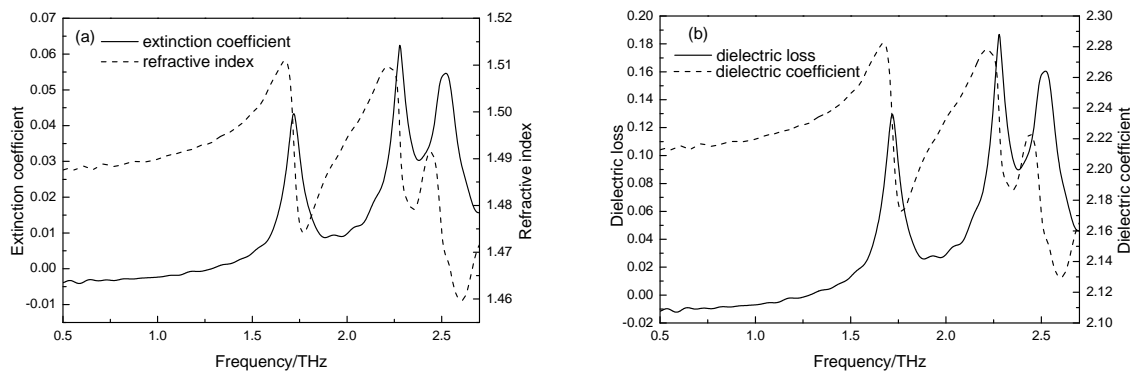 (a)
extinction coefficient
refractive index
0.07
0.06
0.05
0.04
0.03
0.02
0.01
0.00
-0.01
Extinction coefficient
1.52
1.51
1.50
1.49
1.48
1.47
1.46
Refractive index
0.5 1.0 1.5 2.0 2.5
Frequency/THz
(b)
dielectric loss
dielectric coefficient
0.20
0.18
0.16
0.14
0.12
0.10
0.08
0.06
0.04
0.02
0.00
-0.02
Dielectric loss
2.30
2.28
2.26
2.24
2.22
2.20
2.18
2.16
2.14
2.12
2.10
Dielectric coefficient
0.5 1.0 1.5 2.0 2.5
Frequency/THz